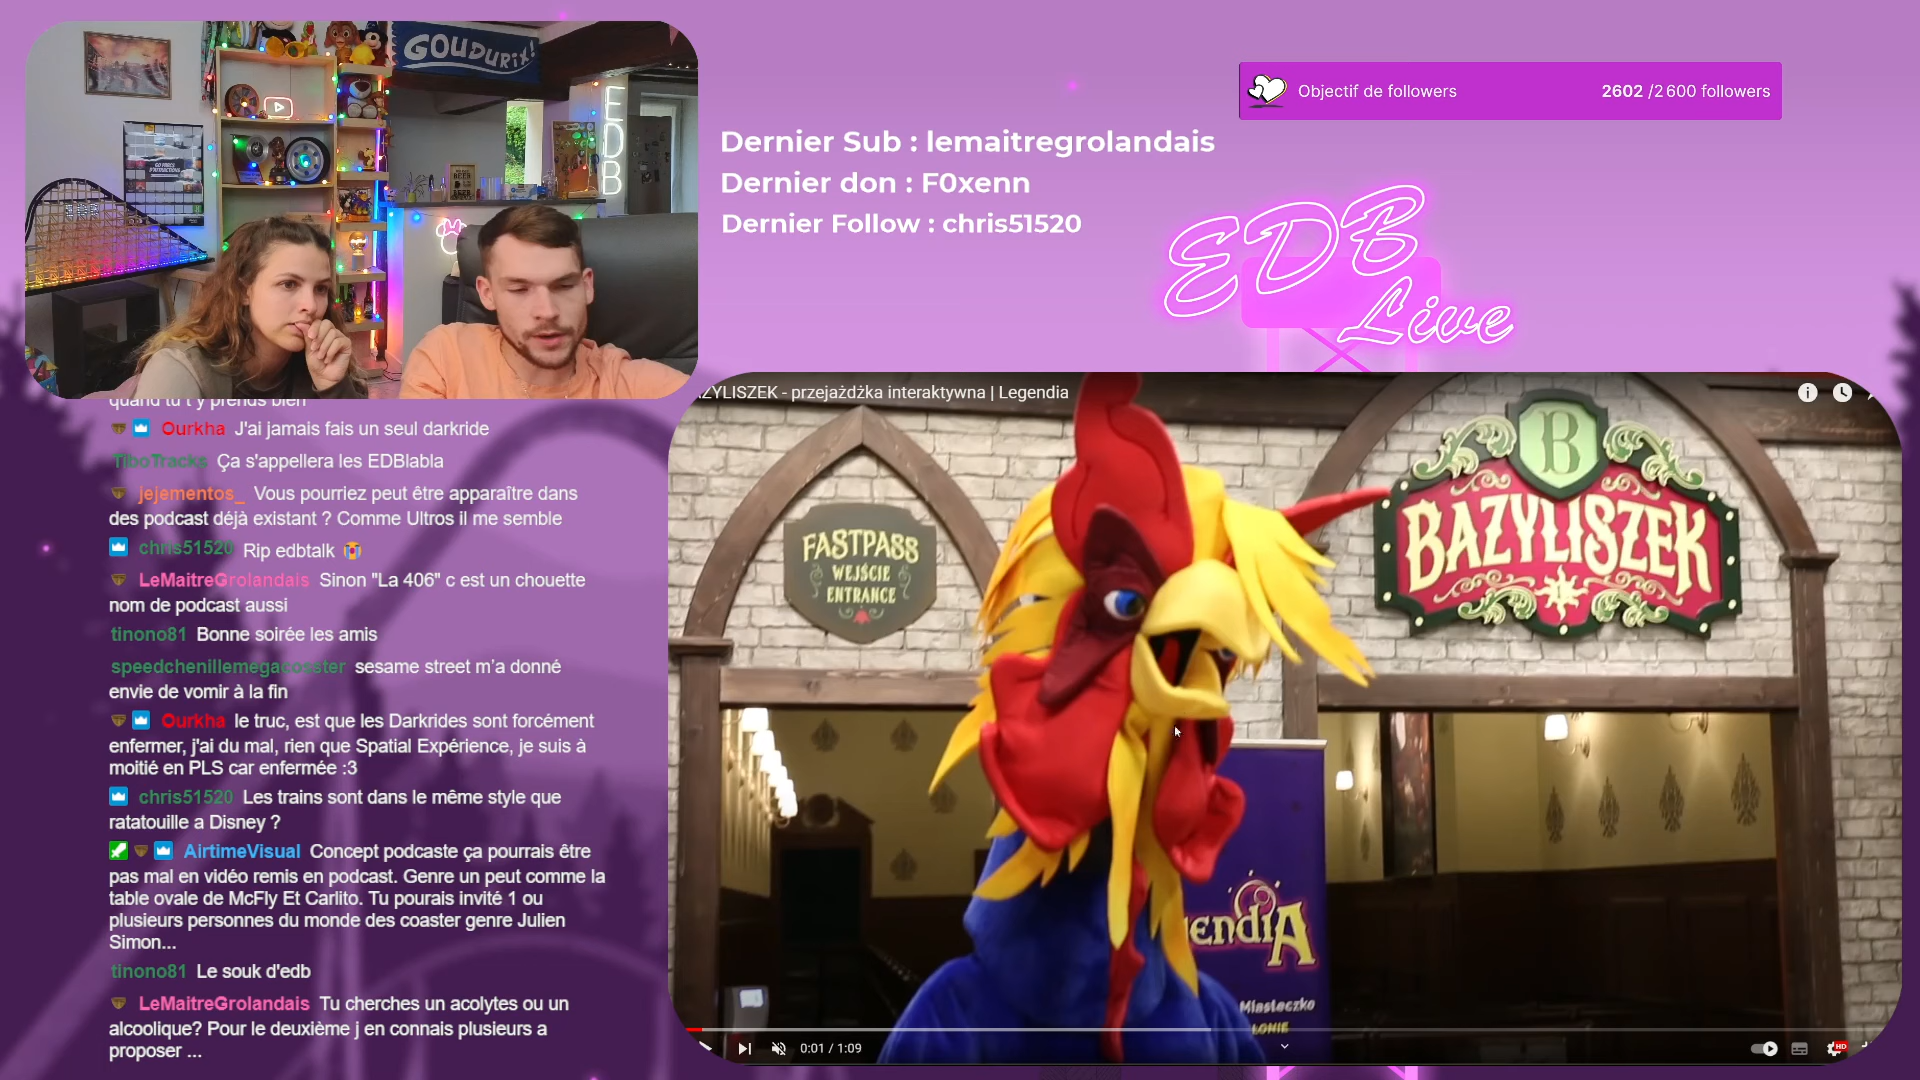 GOUDURIX!
EDB
Objectif de followers
2602 /2 600 followers
Dernier Sub : lemaitregrolandais
Dernier don : F0xenn
Dernier Follow : chris51520
EDB
Live
quand tu t'y prends bien
Ourkha J'ai jamais fais un seul darkride
TiboTracks Ça s'appellera les EDBlabla
jejementos_ Vous pourriez peut être apparaître dans
des podcast déjà existant ? Comme Ultros il me semble
chris51520 Rip edbtalk
LeMaitreGrolandais Sinon "La 406" c est un chouette
nom de podcast aussi
tinono81 Bonne soirée les amis
speedchenillemegacosster sesame street m'a donné
envie de vomir à la fin
Ourkha le truc, est que les Darkrides sont forcément
enfermer, j'ai du mal, rien que Spatial Expérience, je suis à
moitié en PLS car enfermée :3
chris51520 Les trains sont dans le même style que
ratatouille a Disney ?
AirtimeVisual Concept podcaste ça pourrais être
pas mal en vidéo remis en podcast. Genre un peut comme la
table ovale de McFly Et Carlito. Tu pourais invité 1 ou
plusieurs personnes du monde des coaster genre Julien
Simon...
tinono81 Le souk d'edb
LeMaitreGrolandais Tu cherches un acolytes ou un
alcoolique? Pour le deuxième j en connais plusieurs a
proposer ...
ZYLISZEK - przejażdżka interaktywna | Legendia
FASTPASS
WEJŚCIE
ENTRANCE
B
BAZYLISZEK
endiA
Miasteczko
LONIE
0:01 / 1:09
HD